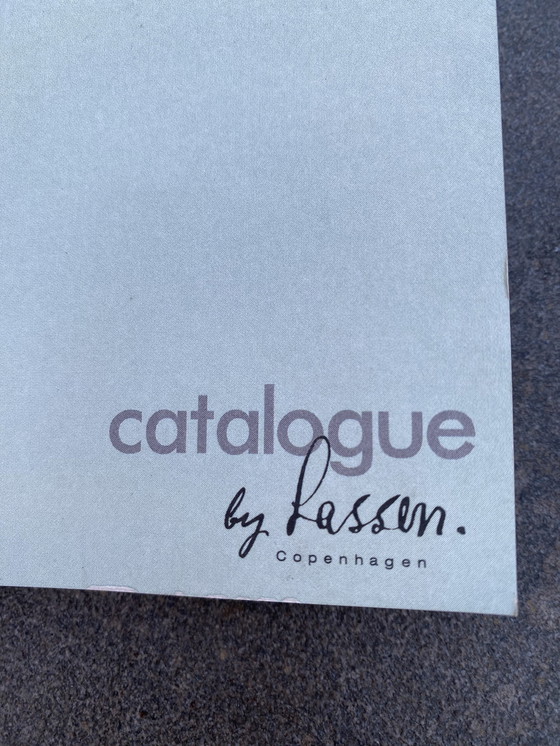 catalogue
by Lassen.
Copenhagen